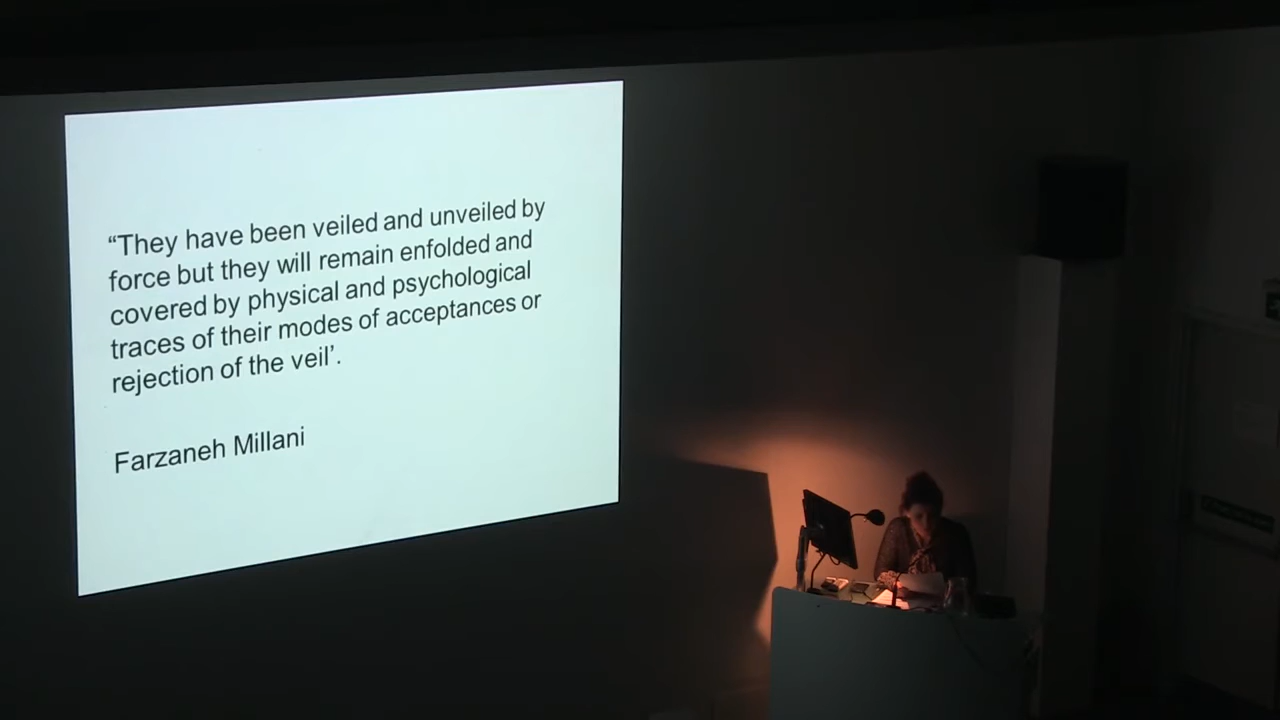 “They have been veiled and unveiled by
force but they will remain enfolded and
covered by physical and psychological
traces of their modes of acceptances or
rejection of the veil’.
Farzaneh Millani